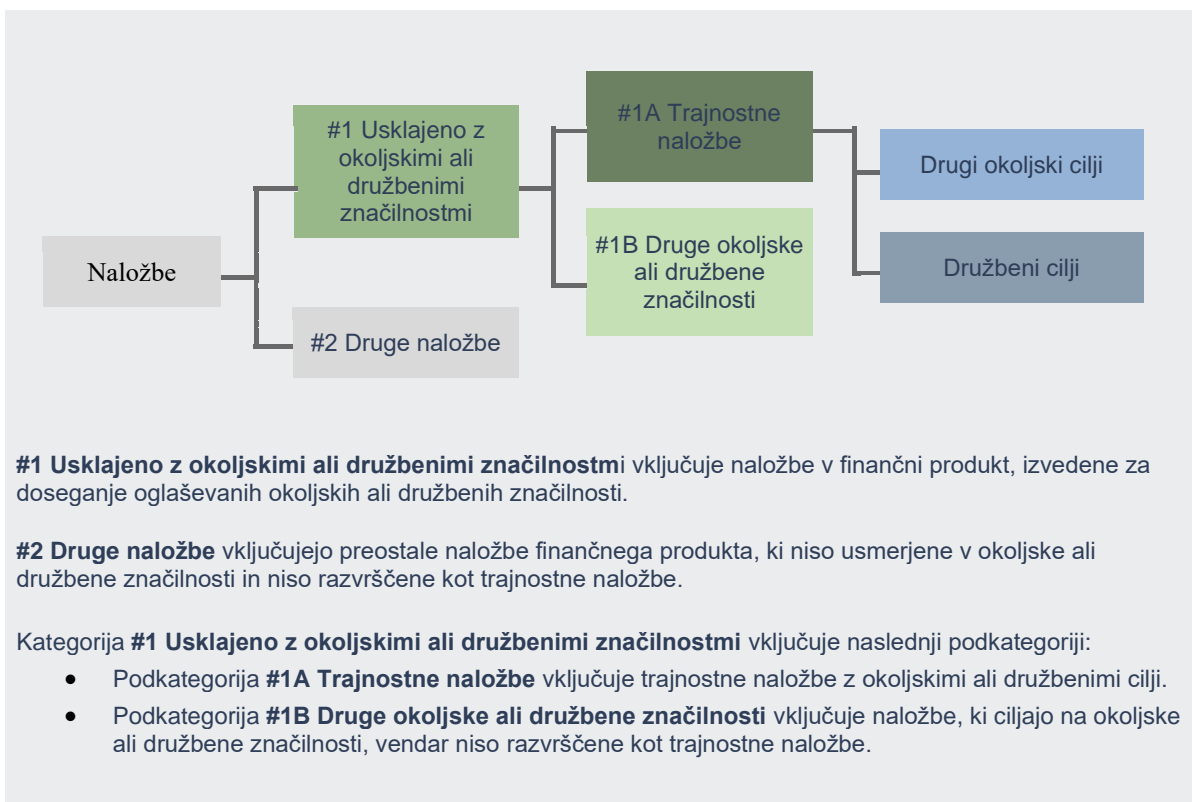 #1A Trajnostne
naložbe
#1 Usklajeno z
okoljskimi ali
družbenimi
značilnostmi
Drugi okoljski cilji
#1B Druge okoljske
ali družbene
značilnosti
Družbeni cilji
Naložbe
#2 Druge naložbe
#1 Usklajeno z okoljskimi ali družbenimi značilnostmi vključuje naložbe v finančni produkt, izvedene za
doseganje oglaševanih okoljskih ali družbenih značilnosti.
#2 Druge naložbe vključujejo preostale naložbe finančnega produkta, ki niso usmerjene v okoljske ali
družbene značilnosti in niso razvrščene kot trajnostne naložbe.
Kategorija #1 Usklajeno z okoljskimi ali družbenimi značilnostmi vključuje naslednji podkategoriji:
• Podkategorija #1A Trajnostne naložbe vključuje trajnostne naložbe z okoljskimi ali družbenimi cilji.
• Podkategorija #1B Druge okoljske ali družbene značilnosti vključuje naložbe, ki ciljajo na okoljske
ali družbene značilnosti, vendar niso razvrščene kot trajnostne naložbe.